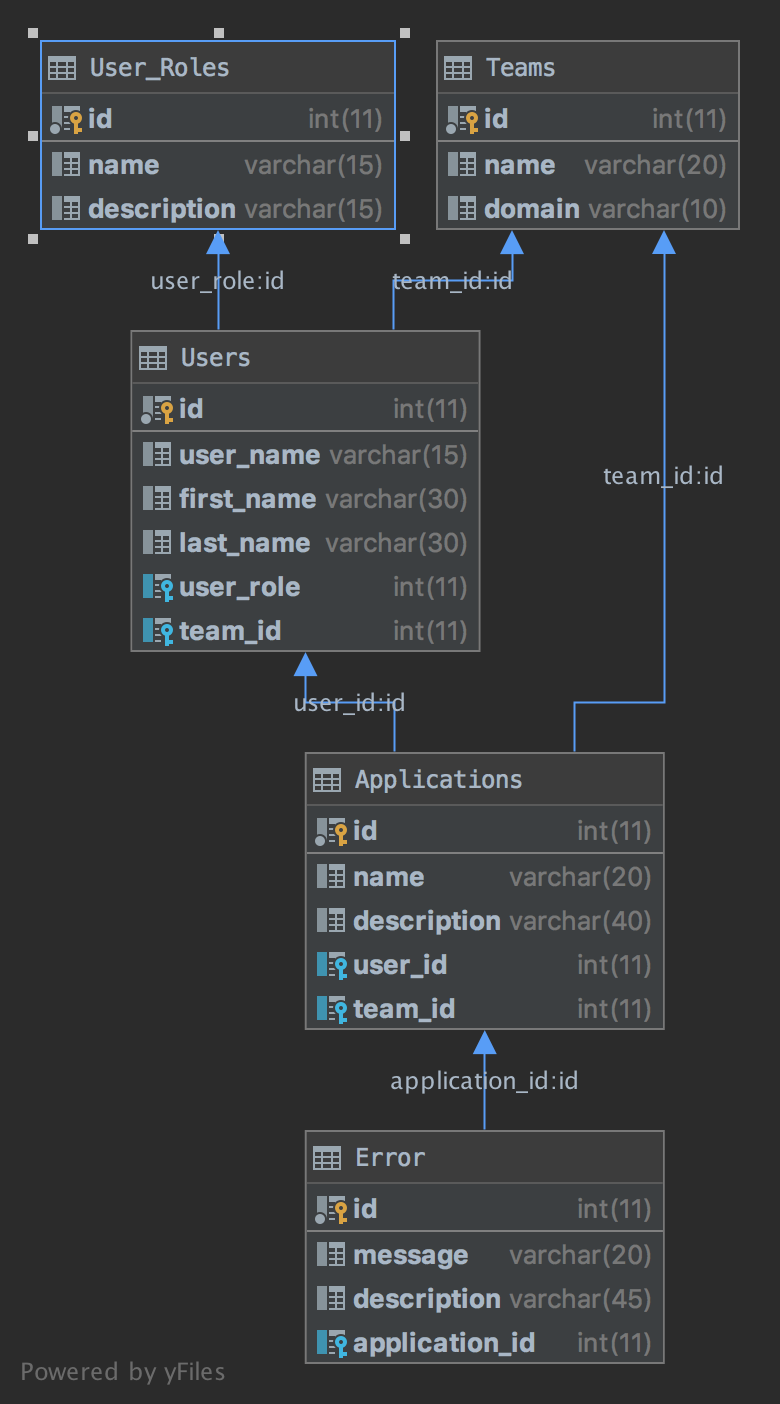 User_Roles
id int(11)
name varchar(15)
description varchar(15)
Teams
id int(11)
name varchar(20)
domain varchar(10)
user_role:id
team_id:id
Users
id int(11)
user_name varchar(15)
first_name varchar(30)
last_name varchar(30)
user_role int(11)
team_id int(11)
team_id:id
user_id:id
Applications
id int(11)
name varchar(20)
description varchar(40)
user_id int(11)
team_id int(11)
application_id:id
Error
id int(11)
message varchar(20)
description varchar(45)
application_id int(11)
Powered by yFiles